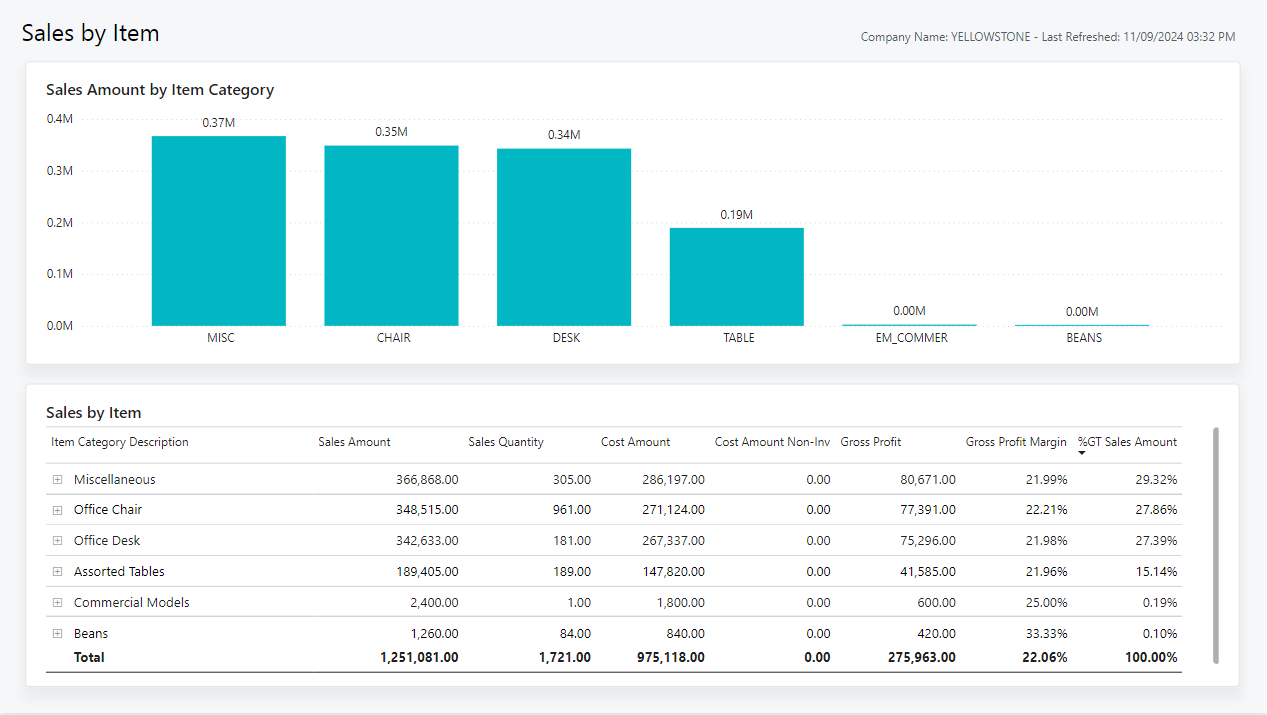 Sales by Item
Company Name: YELLOWSTONE - Last Refreshed: 11/09/2024 03:32 PM
Sales Amount by Item Category
0.4M
0.3M
0.2M
0.1M
0.0M
0.37M
0.35M
0.34M
0.19M
0.00M
0.00M
MISC CHAIR DESK TABLE EM_COMMER BEANS
Sales by Item
Item Category Description Sales Amount Sales Quantity Cost Amount Cost Amount Non-Inv Gross Profit Gross Profit Margin %GT Sales Amount
Miscellaneous 366,868.00 305.00 286,197.00 0.00 80,671.00 21.99% 29.32%
Office Chair 348,515.00 961.00 271,124.00 0.00 77,391.00 22.21% 27.86%
Office Desk 342,633.00 181.00 267,337.00 0.00 75,296.00 21.98% 27.39%
Assorted Tables 189,405.00 189.00 147,820.00 0.00 41,585.00 21.96% 15.14%
Commercial Models 2,400.00 1.00 1,800.00 0.00 600.00 25.00% 0.19%
Beans 1,260.00 84.00 840.00 0.00 420.00 33.33% 0.10%
Total 1,251,081.00 1,721.00 975,118.00 0.00 275,963.00 22.06% 100.00%